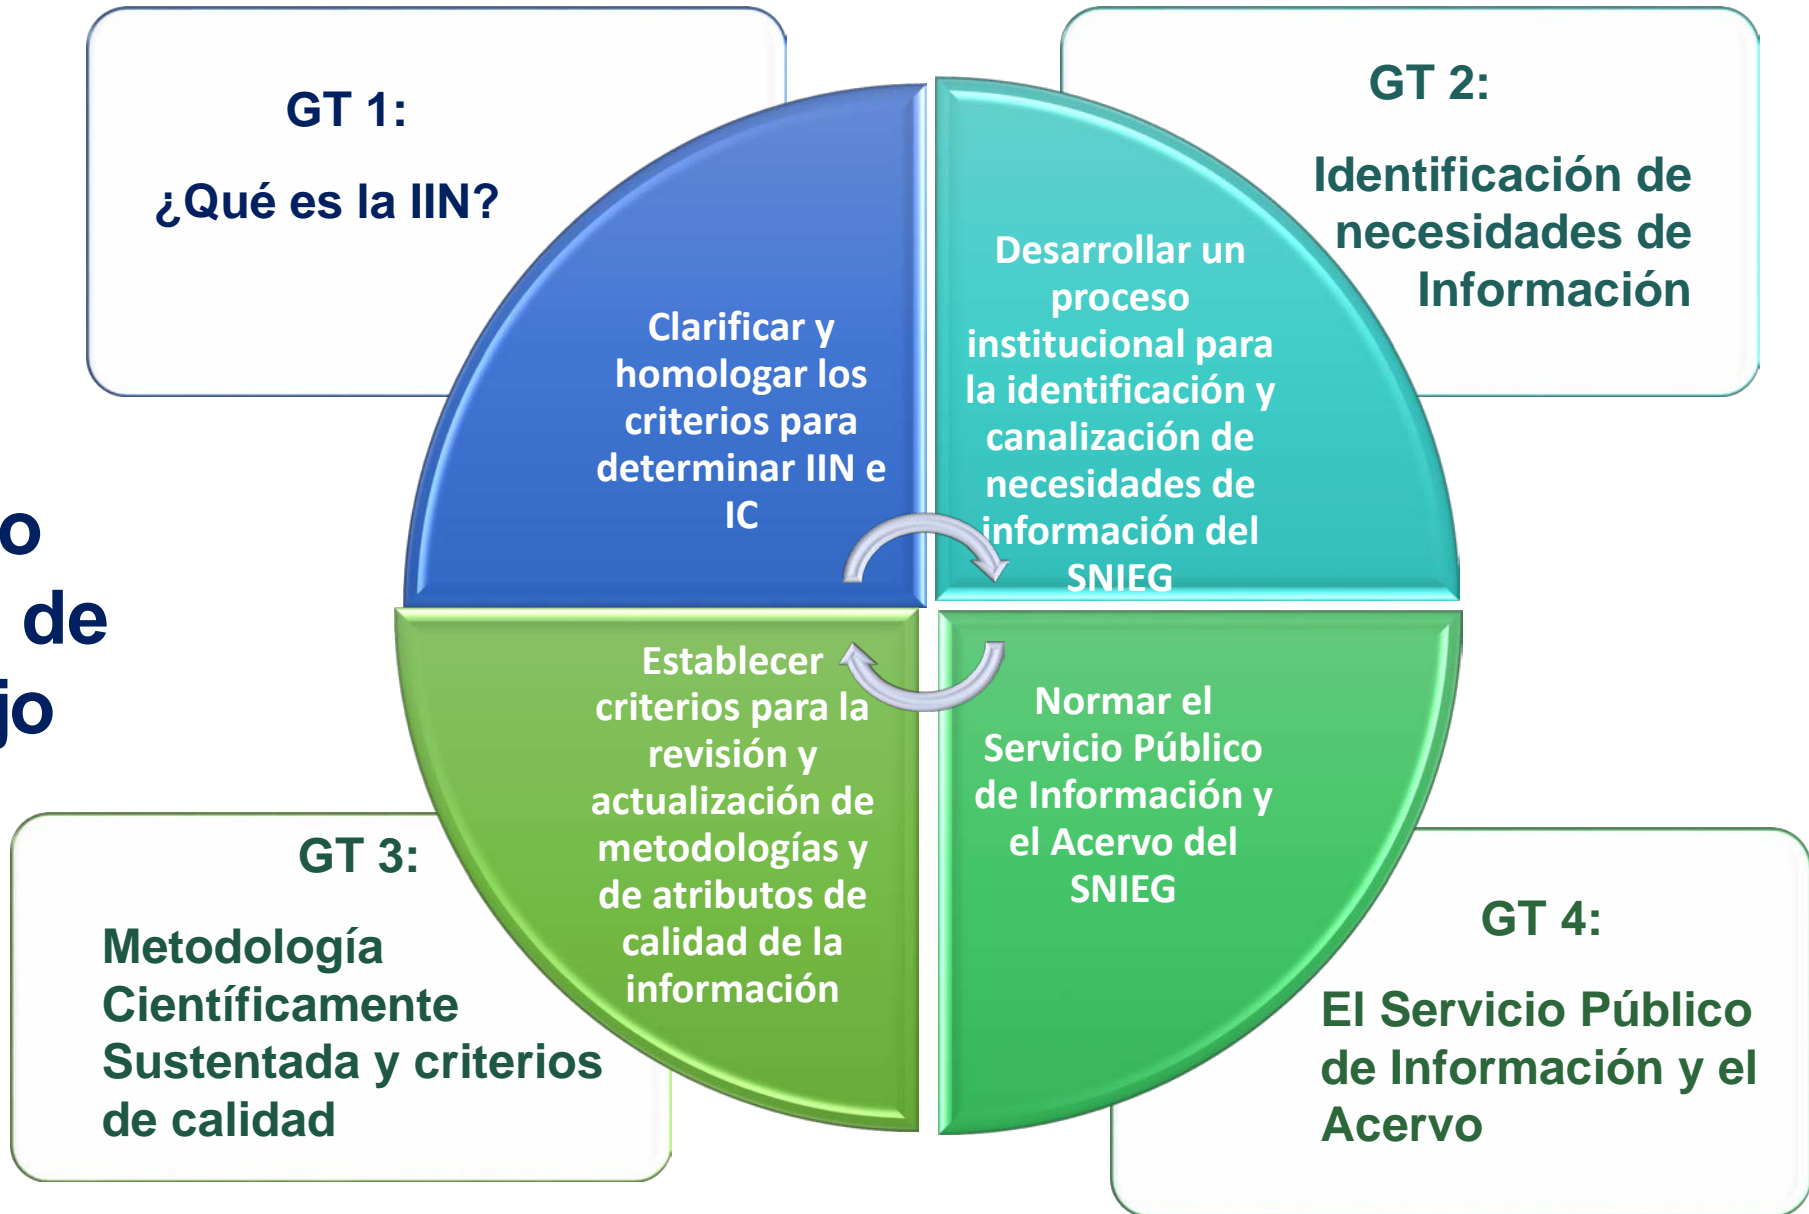 GT 1:
¿Qué es la IIN?
Clarificar y
homologar los
criterios para
determinar IIN e
IC
GT 2:
Identificación de
necesidades de
Información
Desarrollar un
proceso
institucional para
la identificación y
canalización de
necesidades de
información del
SNIEG
o
de
jo
GT 3:
Metodología
Científicamente
Sustentada y criterios
de calidad
Establecer
criterios para la
revisión y
actualización de
metodologías y
de atributos de
calidad de la
información
Normar el
Servicio Público
de Información y
el Acervo del
SNIEG
GT 4:
El Servicio Público
de Información y el
Acervo